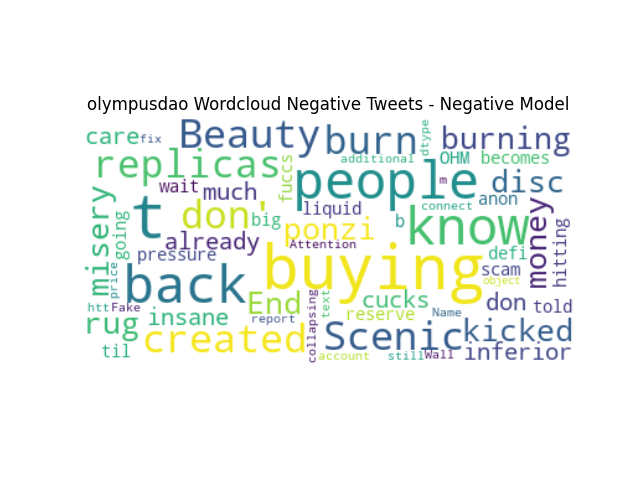 olympusdao Wordcloud Negative Tweets - Negative Model
care fix Beauty burn dtype burning
replicas fuccs additional OHM becomes
wait much people disc
misery going t don' big liquid b know anon money hitting
already Attention ponzi m connect
pressure buying defi
price back scam object
htt Fake End text cucks don told
rug insane report collapsing reserve Name kicked
created Scenic
til account still Wall inferior